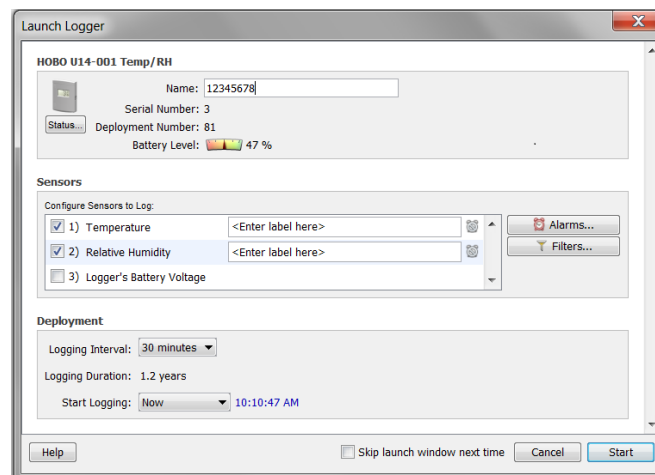 Launch Logger
X
HOBO U14-001 Temp/RH
Name: 12345678
Serial Number: 3
Status... Deployment Number: 81
Battery Level: 47 %
Sensors
Configure Sensors to Log:
1) Temperature <Enter label here> Alarms...
2) Relative Humidity <Enter label here> Filters...
3) Logger's Battery Voltage
Deployment
Logging Interval: 30 minutes
Logging Duration: 1.2 years
Start Logging: Now 10:10:47 AM
Help Skip launch window next time Cancel Start